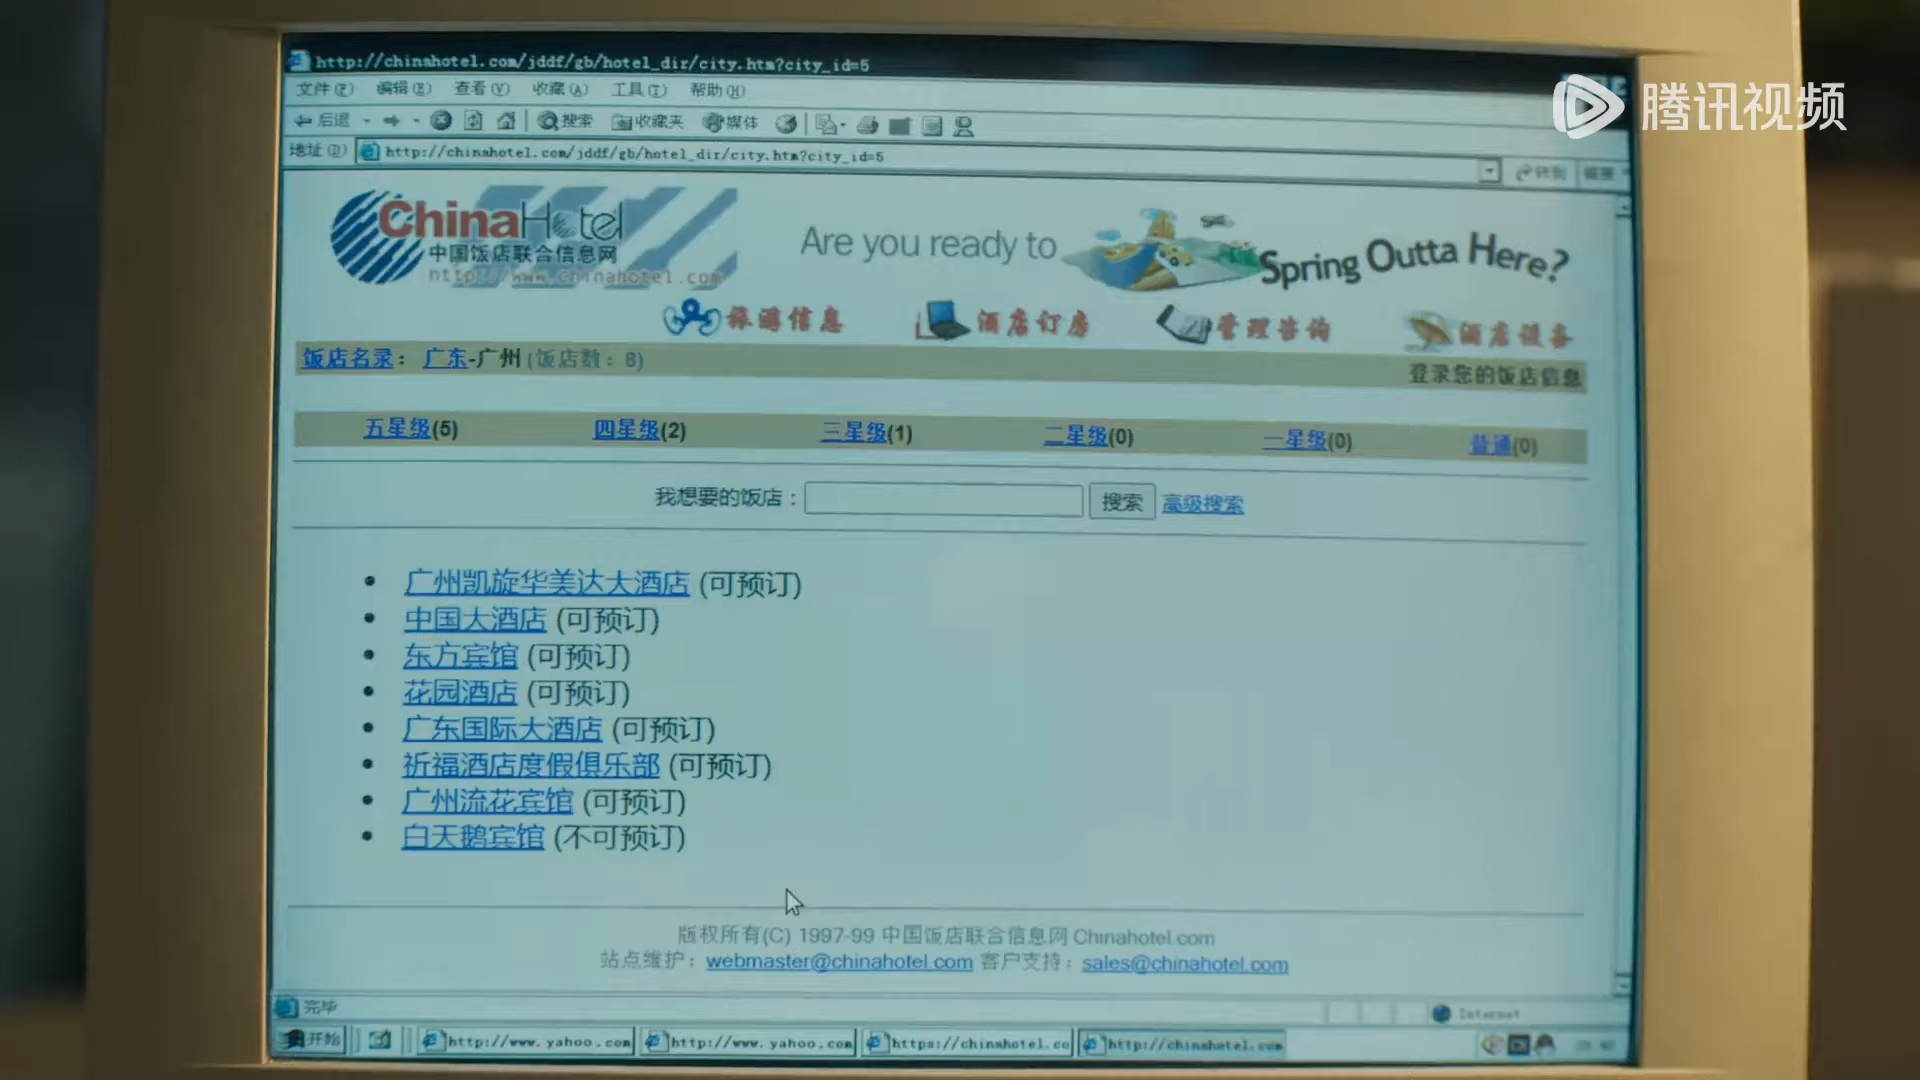 http://chinahotel.com/jddf/gb/hotel_dir/city.htm?city_id=5
文件(F) 编辑(E) 查看(V) 收藏(A) 工具(T) 帮助(H)
腾讯视频
后退 搜索 收藏夹 媒体
地址(D) http://chinahotel.com/jddf/gb/hotel_dir/city.htm?city_id=5 转到
ChinaHotel
中国饭店联合信息网
http://www.chinahotel.com
Are you ready to Spring Outta Here?
旅游信息 酒店订房 管理咨询 酒店设备
饭店名录: 广东-广州(饭店数: 8) 登录您的饭店信息
五星级(5) 四星级(2) 三星级(1) 二星级(0) 一星级(0) 普通(0)
我想要的饭店: 搜索 高级搜索
广州凯旋华美达大酒店 (可预订)
中国大酒店 (可预订)
东方宾馆 (可预订)
花园酒店 (可预订)
广东国际大酒店 (可预订)
祈福酒店度假俱乐部 (可预订)
广州流花宾馆 (可预订)
白天鹅宾馆 (不可预订)
版权所有(C) 1997-99 中国饭店联合信息网 Chinahotel.com
站点维护: webmaster@chinahotel.com 客户支持: sales@chinahotel.com
完毕 Internet
开始 http://www.yahoo.com http://www.yahoo.com https://chinahotel.co http://chinahotel.com